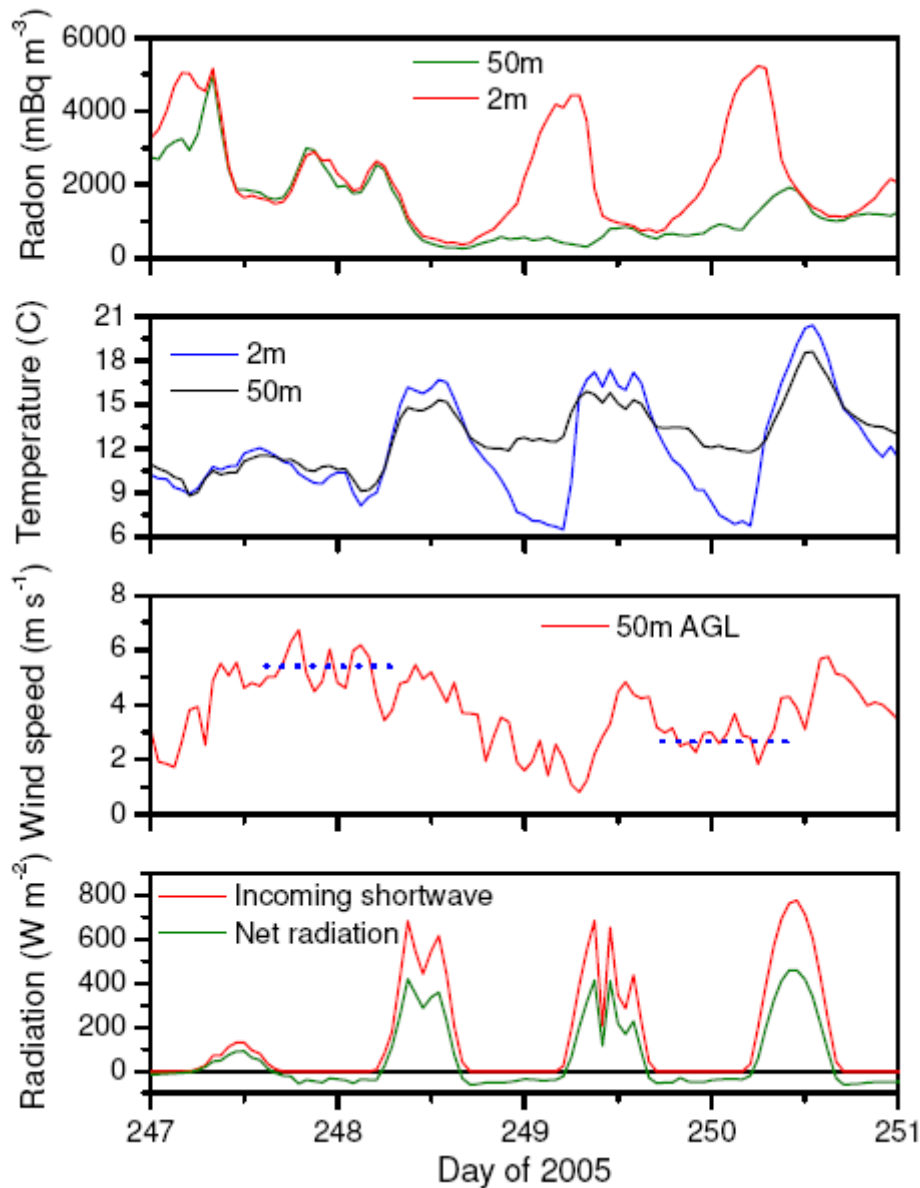 Radon (mBq m⁻³)
6000
4000
2000
0
50m
2m
Temperature (C)
21
18
15
12
9
6
2m
50m
Wind speed (m s⁻¹)
8
6
4
2
0
50m AGL
Radiation (W m⁻²)
800
600
400
200
0
Incoming shortwave
Net radiation
247 248 249 250 251
Day of 2005